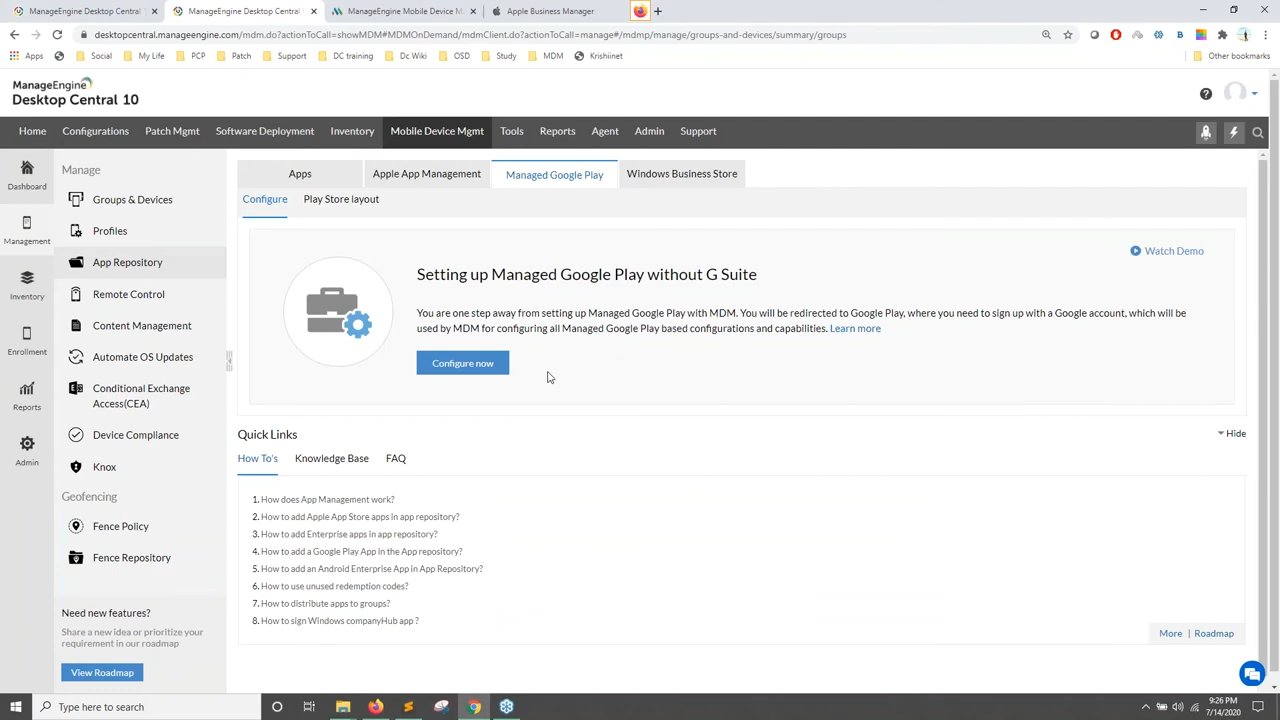 ManageEngine Desktop Central
ManageEngine Desktop Central
ManageEngine Mobile Device M
Apple Business Manager
desktopcentral.manageengine.com/mdm.do?actionToCall=showMDM#MDMOnDemand/mdmClient.do?actionToCall=manage#/mdmp/manage/groups-and-devices/summary/groups
Apps
Social
My Life
PCP
Patch
Support
DC training
Dc Wiki
OSD
Study
MDM
Krishiinet
Other bookmarks
ManageEngine
Desktop Central 10
Home
Configurations
Patch Mgmt
Software Deployment
Inventory
Mobile Device Mgmt
Tools
Reports
Agent
Admin
Support
Dashboard
Management
Inventory
Enrollment
Reports
Admin
Manage
Groups & Devices
Profiles
App Repository
Remote Control
Content Management
Automate OS Updates
Conditional Exchange
Access(CEA)
Device Compliance
Knox
Geofencing
Fence Policy
Fence Repository
Need new features?
Share a new idea or prioritize your
requirement in our roadmap
View Roadmap
Apps
Apple App Management
Managed Google Play
Windows Business Store
Configure
Play Store layout
Watch Demo
Setting up Managed Google Play without G Suite
You are one step away from setting up Managed Google Play with MDM. You will be redirected to Google Play, where you need to sign up with a Google account, which will be
used by MDM for configuring all Managed Google Play based configurations and capabilities. Learn more
Configure now
Quick Links
Hide
How To's
Knowledge Base
FAQ
1. How does App Management work?
2. How to add Apple App Store apps in app repository?
3. How to add Enterprise apps in app repository?
4. How to add a Google Play App in the App repository?
5. How to add an Android Enterprise App in App Repository?
6. How to use unused redemption codes?
7. How to distribute apps to groups?
8. How to sign Windows companyHub app ?
More | Roadmap
Type here to search
9:26 PM
7/14/2020